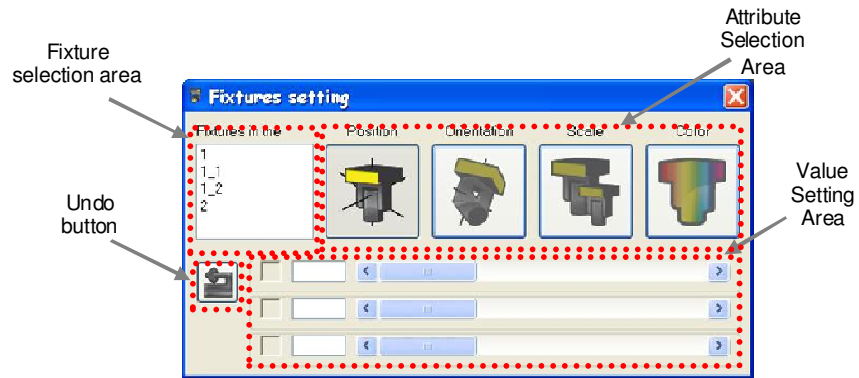 Attribute
Selection
Area
Fixture
selection area
Fixtures setting
Fixtures in the
Position
Orientation
Scale
Color
1
1_1
1_2
2
Value
Setting
Area
Undo
button